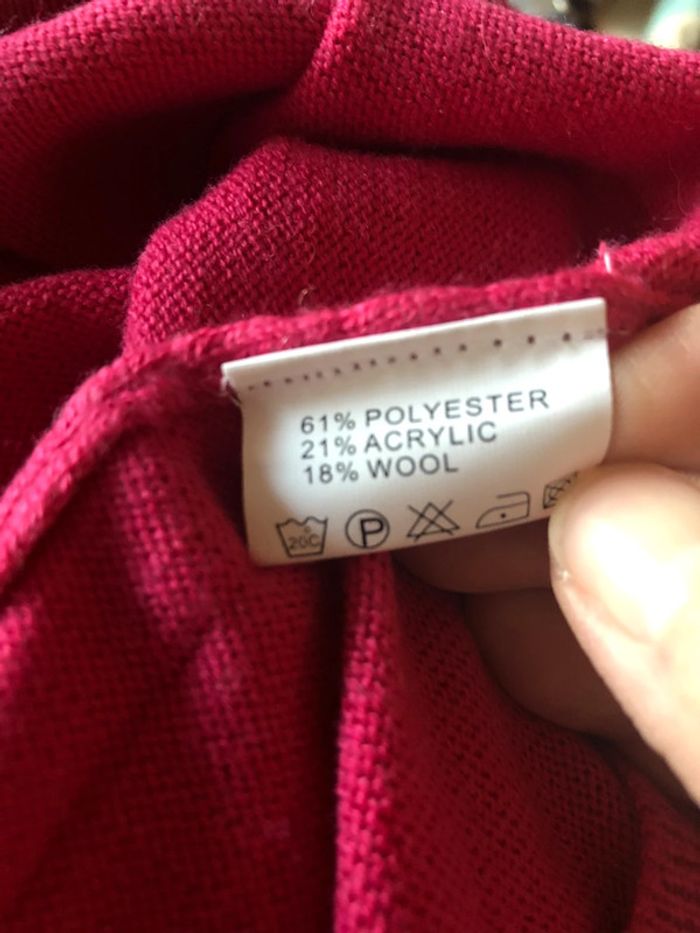 61% POLYESTER
21% ACRYLIC
18% WOOL
20C P